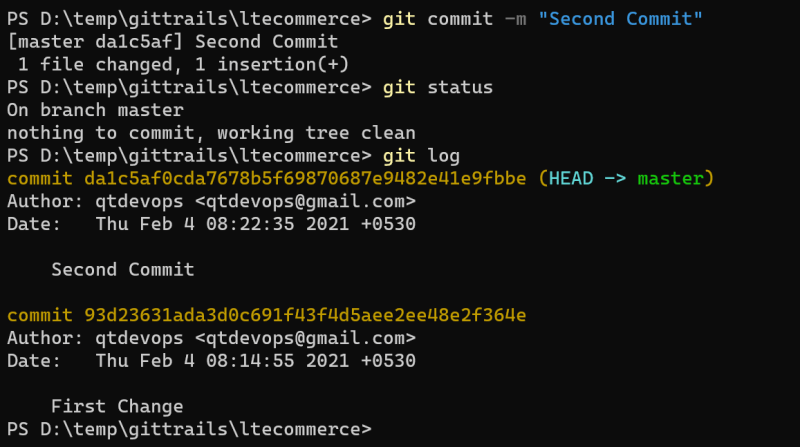 PS D:\temp\gittrails\ltecommerce> git commit -m "Second Commit"
[master da1c5af] Second Commit
 1 file changed, 1 insertion(+)
PS D:\temp\gittrails\ltecommerce> git status
On branch master
nothing to commit, working tree clean
PS D:\temp\gittrails\ltecommerce> git log
commit da1c5af0cda7678b5f69870687e9482e41e9fbbe (HEAD -> master)
Author: qtdevops <qtdevops@gmail.com>
Date:   Thu Feb 4 08:22:35 2021 +0530

    Second Commit

commit 93d23631ada3d0c691f43f4d5aee2ee48e2f364e
Author: qtdevops <qtdevops@gmail.com>
Date:   Thu Feb 4 08:14:55 2021 +0530

    First Change
PS D:\temp\gittrails\ltecommerce>